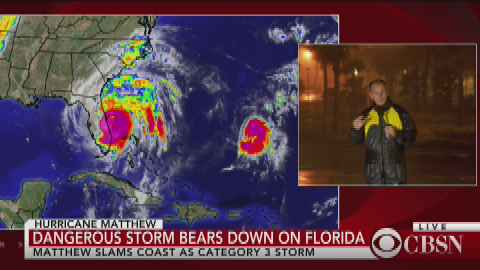 HURRICANE MATTHEW
DANGEROUS STORM BEARS DOWN ON FLORIDA
MATTHEW SLAMS COAST AS CATEGORY 3 STORM
LIVE
CBSN